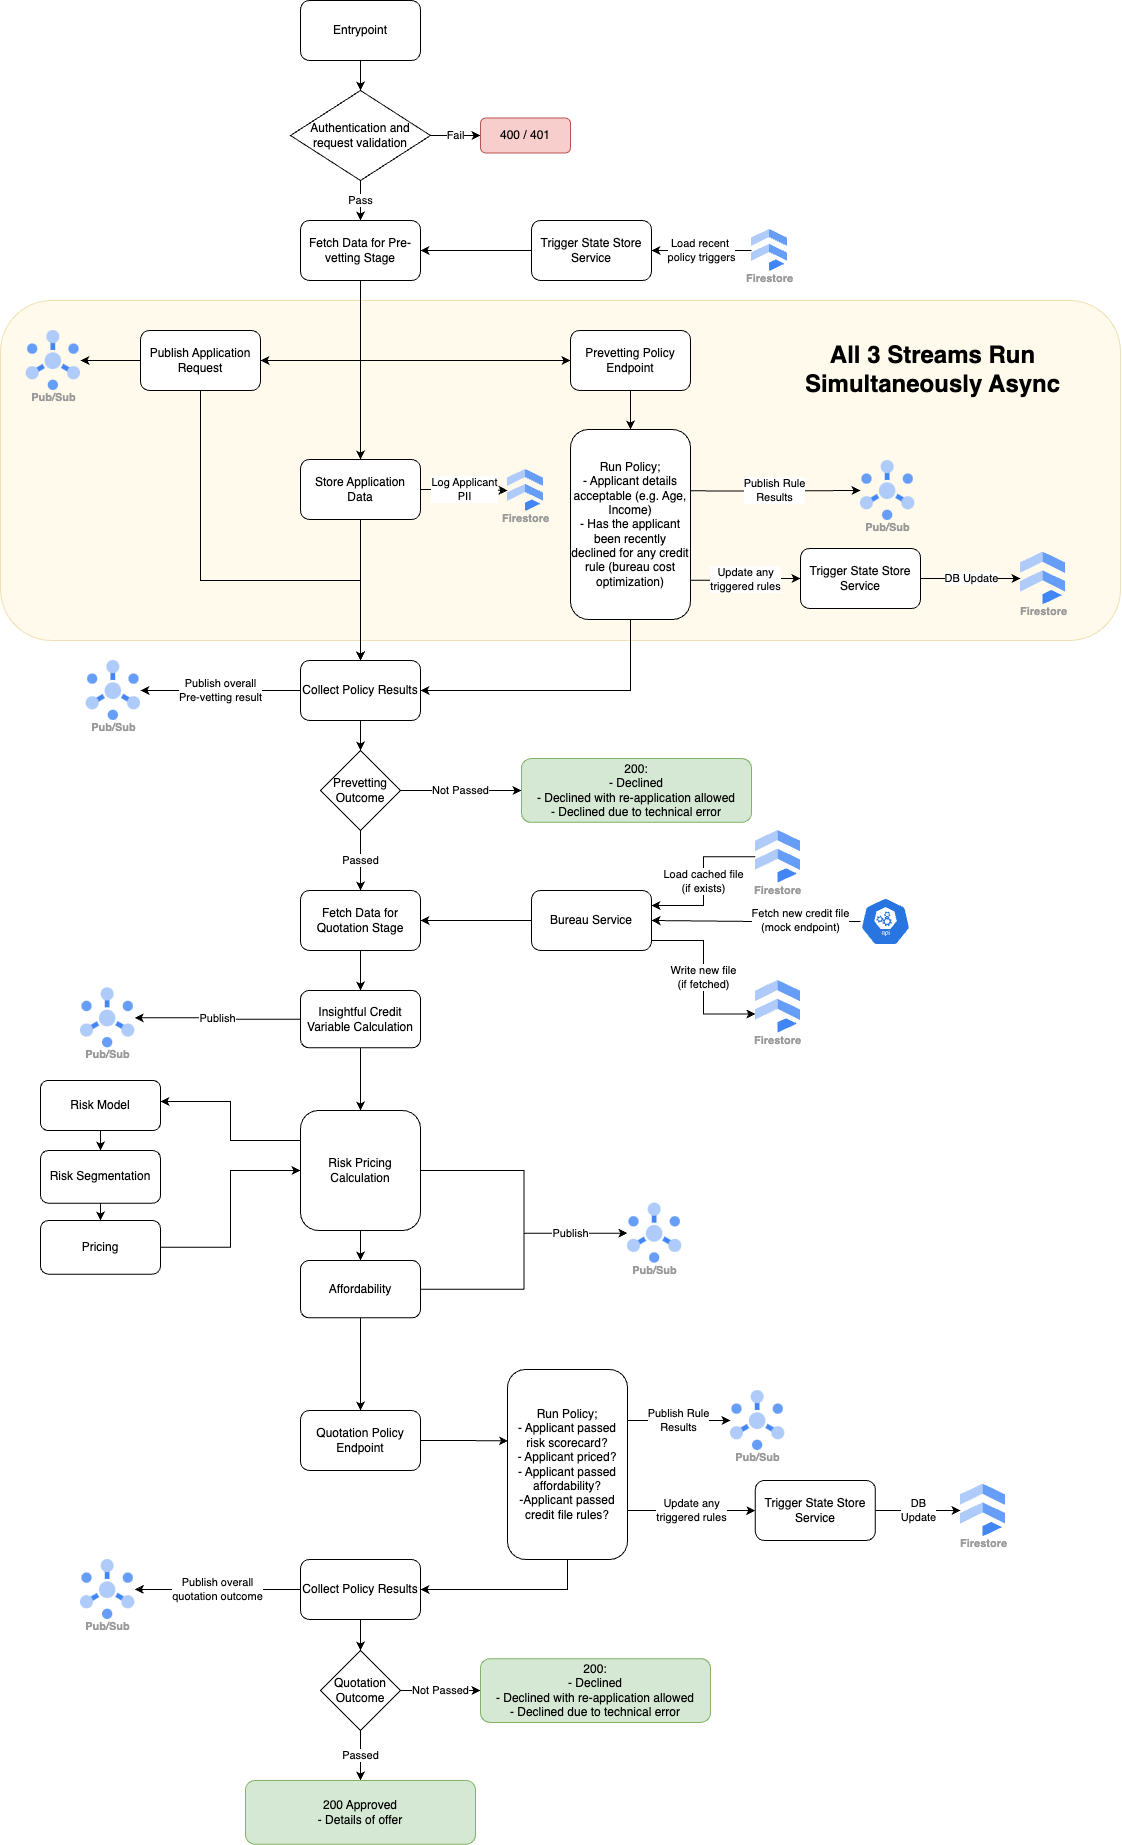 Entrypoint
Authentication and
request validation
Fail
400 / 401
Pass
Fetch Data for Pre-
vetting Stage
Trigger State Store
Service
Load recent
policy triggers
Firestore
All 3 Streams Run
Simultaneously Async
Pub/Sub
Publish Application
Request
Prevetting Policy
Endpoint
Store Application
Data
Log Applicant
PII
Firestore
Run Policy;
- Applicant details
acceptable (e.g. Age,
Income)
- Has the applicant
been recently
declined for any credit
rule (bureau cost
optimization)
Publish Rule
Results
Pub/Sub
Update any
triggered rules
Trigger State Store
Service
DB Update
Firestore
Pub/Sub
Publish overall
Pre-vetting result
Collect Policy Results
Prevetting
Outcome
Not Passed
200:
- Declined
- Declined with re-application allowed
- Declined due to technical error
Passed
Fetch Data for
Quotation Stage
Bureau Service
Load cached file
(if exists)
Firestore
Fetch new credit file
(mock endpoint)
api
Write new file
(if fetched)
Firestore
Pub/Sub
Publish
Insightful Credit
Variable Calculation
Risk Model
Risk Segmentation
Pricing
Risk Pricing
Calculation
Affordability
Publish
Pub/Sub
Quotation Policy
Endpoint
Run Policy;
- Applicant passed
risk scorecard?
- Applicant priced?
- Applicant passed
affordability?
-Applicant passed
credit file rules?
Publish Rule
Results
Pub/Sub
Update any
triggered rules
Trigger State Store
Service
DB
Update
Firestore
Pub/Sub
Publish overall
quotation outcome
Collect Policy Results
Quotation
Outcome
Not Passed
200:
- Declined
- Declined with re-application allowed
- Declined due to technical error
Passed
200 Approved
- Details of offer